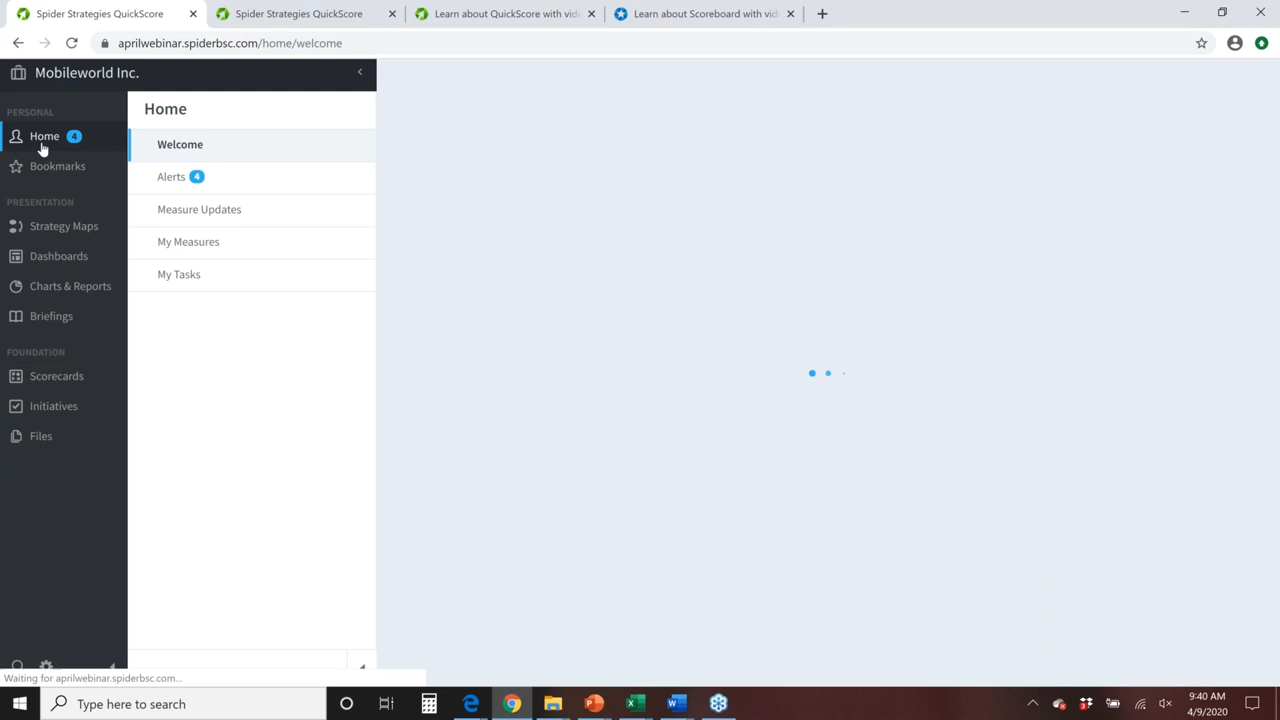 Spider Strategies QuickScore
Spider Strategies QuickScore
Learn about QuickScore with vide
Learn about Scoreboard with vide
aprilwebinar.spiderbsc.com/home/welcome
Mobileworld Inc.
PERSONAL
Home 4
Bookmarks
PRESENTATION
Strategy Maps
Dashboards
Charts & Reports
Briefings
FOUNDATION
Scorecards
Initiatives
Files
Home
Welcome
Alerts 4
Measure Updates
My Measures
My Tasks
Waiting for aprilwebinar.spiderbsc.com...
Type here to search
9:40 AM
4/9/2020